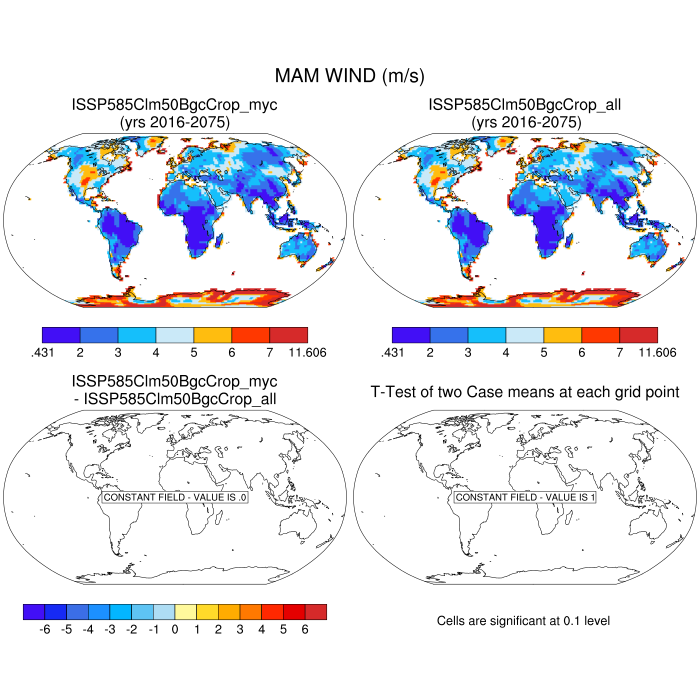 MAM WIND (m/s)
ISSP585Clm50BgcCrop_myc
(yrs 2016-2075)
ISSP585Clm50BgcCrop_all
(yrs 2016-2075)
.431 2 3 4 5 6 7 11.606
.431 2 3 4 5 6 7 11.606
ISSP585Clm50BgcCrop_myc
- ISSP585Clm50BgcCrop_all
T-Test of two Case means at each grid point
CONSTANT FIELD - VALUE IS .0
CONSTANT FIELD - VALUE IS 1
-6 -5 -4 -3 -2 -1 0 1 2 3 4 5 6
Cells are significant at 0.1 level